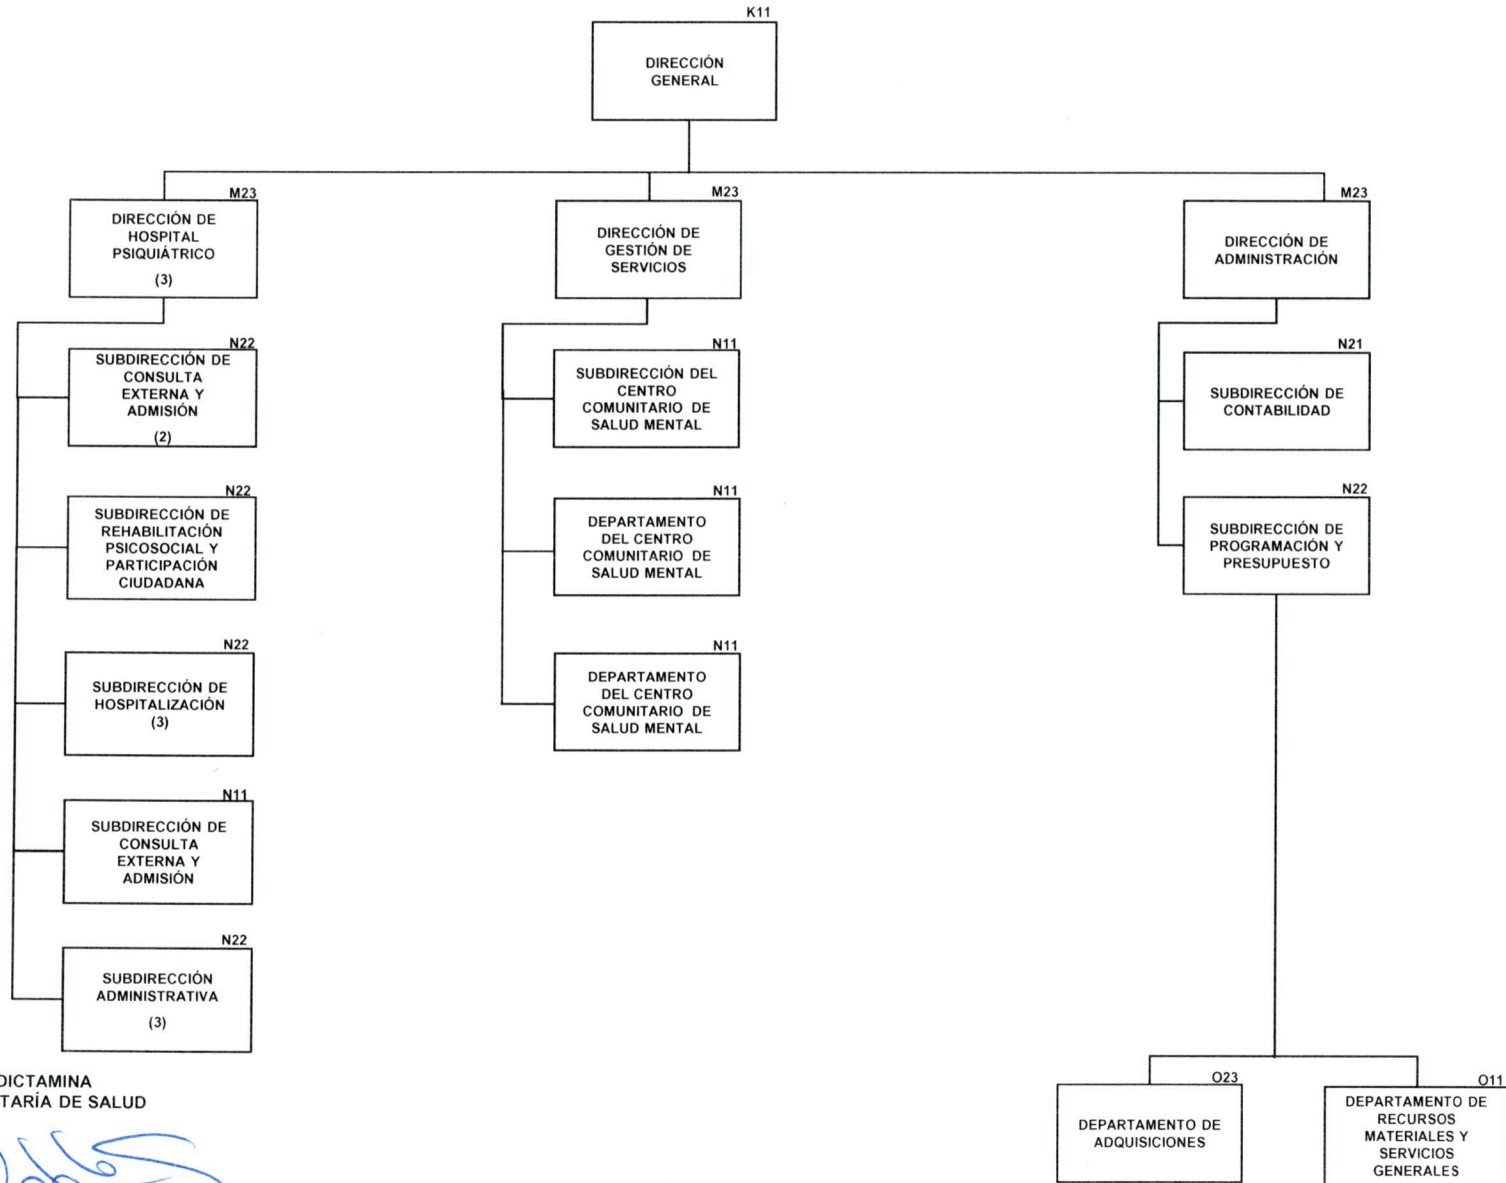 K11
DIRECCIÓN
GENERAL
M23
DIRECCIÓN DE
HOSPITAL
PSIQUIÁTRICO
(3)
M23
DIRECCIÓN DE
GESTIÓN DE
SERVICIOS
M23
DIRECCIÓN DE
ADMINISTRACIÓN
N22
SUBDIRECCIÓN DE
CONSULTA
EXTERNA Y
ADMISIÓN
(2)
N22
SUBDIRECCIÓN DE
REHABILITACIÓN
PSICOSOCIAL Y
PARTICIPACIÓN
CIUDADANA
N22
SUBDIRECCIÓN DE
HOSPITALIZACIÓN
(3)
N11
SUBDIRECCIÓN DE
CONSULTA
EXTERNA Y
ADMISIÓN
N22
SUBDIRECCIÓN
ADMINISTRATIVA
(3)
N11
SUBDIRECCIÓN DEL
CENTRO
COMUNITARIO DE
SALUD MENTAL
N11
DEPARTAMENTO
DEL CENTRO
COMUNITARIO DE
SALUD MENTAL
N11
DEPARTAMENTO
DEL CENTRO
COMUNITARIO DE
SALUD MENTAL
N21
SUBDIRECCIÓN DE
CONTABILIDAD
N22
SUBDIRECCIÓN DE
PROGRAMACIÓN Y
PRESUPUESTO
O23
DEPARTAMENTO DE
ADQUISICIONES
O11
DEPARTAMENTO DE
RECURSOS
MATERIALES Y
SERVICIOS
GENERALES
DICTAMINA
TARÍA DE SALUD